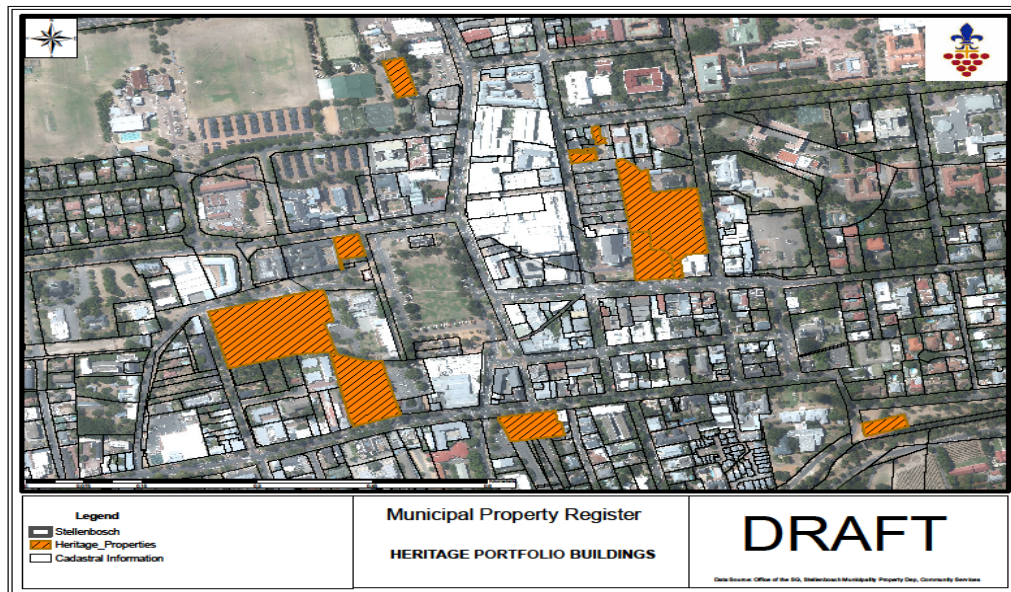 Legend
Stellenbosch
Heritage_Properties
Cadastral Information
Municipal Property Register
HERITAGE PORTFOLIO BUILDINGS
DRAFT
Data Source: Office of the SG, Stellenbosch Municipality Property Dep, Community Services